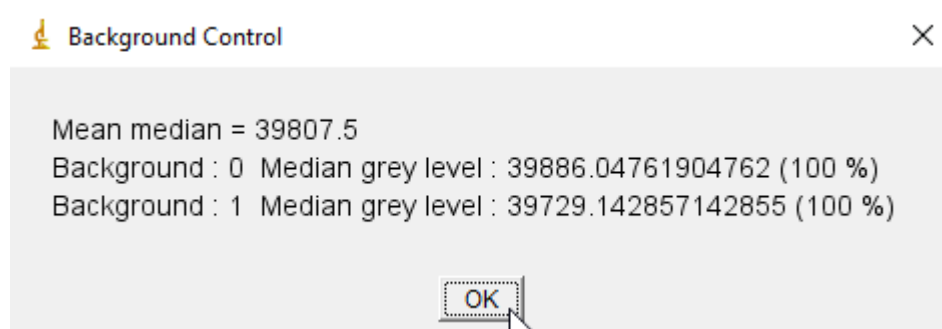 Background Control
Mean median = 39807.5
Background : 0 Median grey level : 39886.04761904762 (100 %)
Background : 1 Median grey level : 39729.142857142855 (100 %)
OK